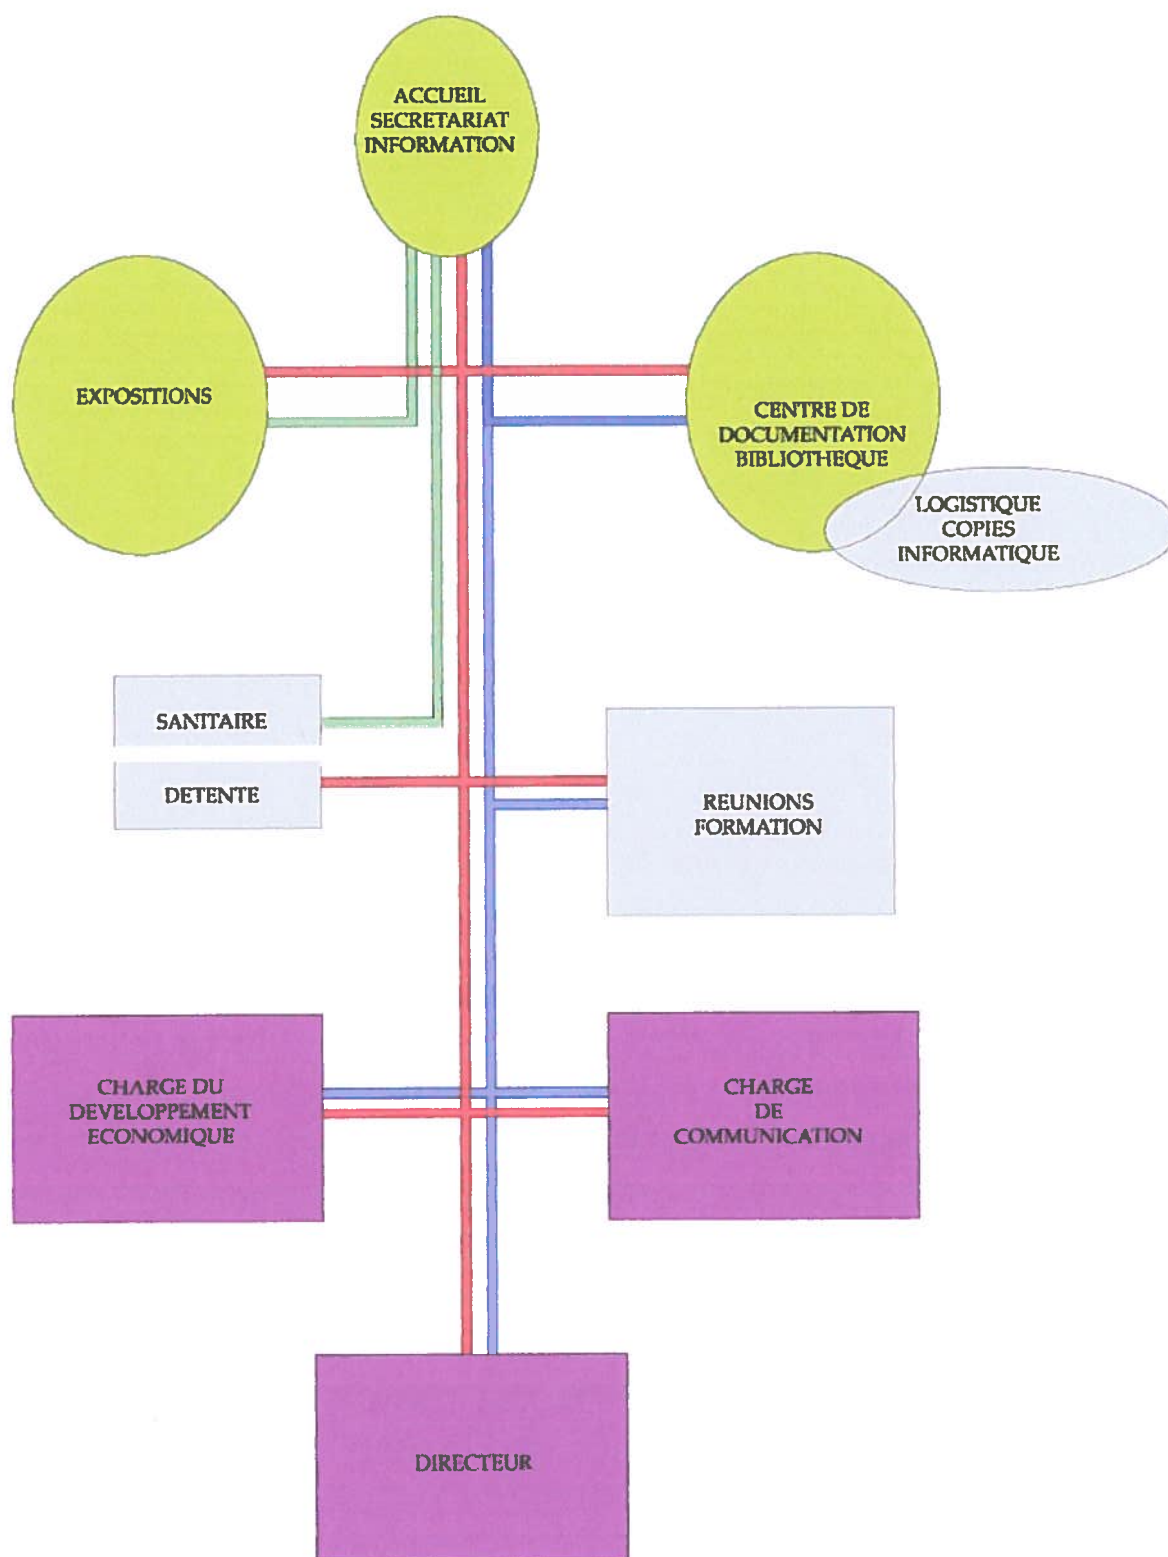 ACCUEIL
SECRETARIAT
INFORMATION
EXPOSITIONS
CENTRE DE
DOCUMENTATION
BIBLIOTHEQUE
LOGISTIQUE
COPIES
INFORMATIQUE
SANITAIRE
DETENTE
REUNIONS
FORMATION
CHARGE DU
DEVELOPPEMENT
ECONOMIQUE
CHARGE
DE
COMMUNICATION
DIRECTEUR